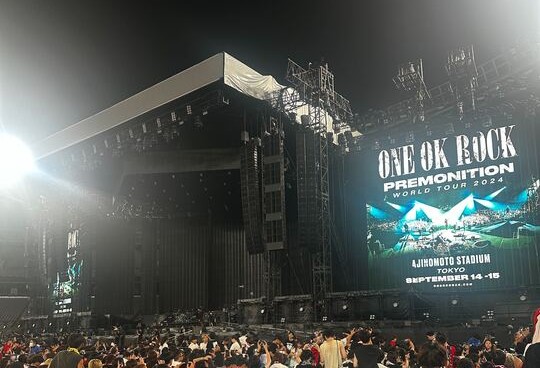 ONE OK ROCK
PREMONITION
WORLD TOUR 2024
AJINOMOTO STADIUM
TOKYO
SEPTEMBER 14-15